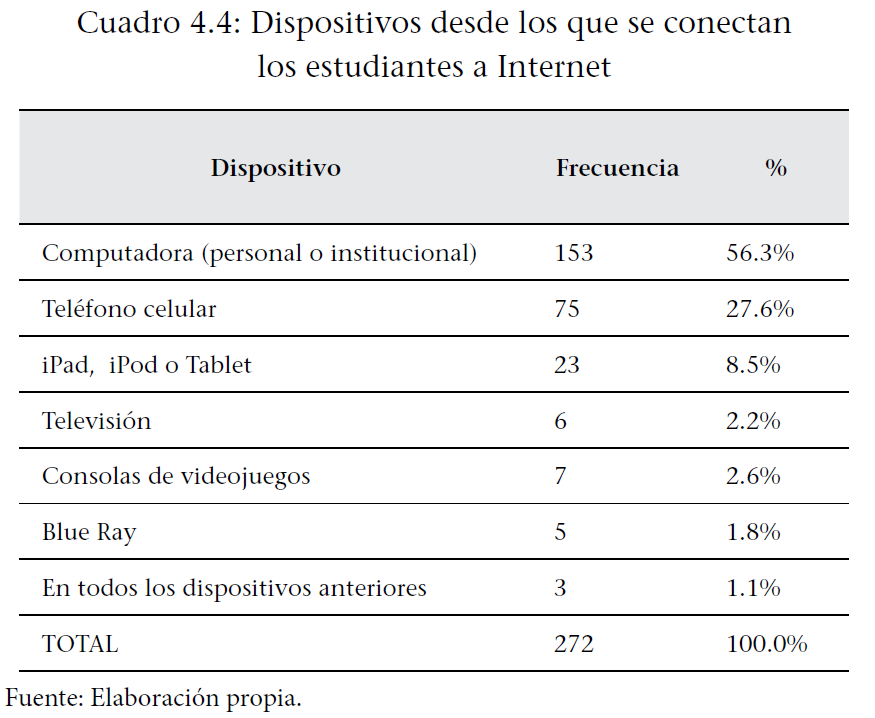 Cuadro 4.4: Dispositivos desde los que se conectan
los estudiantes a Internet
Dispositivo Frecuencia %
Computadora (personal o institucional) 153 56.3%
Teléfono celular 75 27.6%
iPad, iPod o Tablet 23 8.5%
Televisión 6 2.2%
Consolas de videojuegos 7 2.6%
Blue Ray 5 1.8%
En todos los dispositivos anteriores 3 1.1%
TOTAL 272 100.0%
Fuente: Elaboración propia.